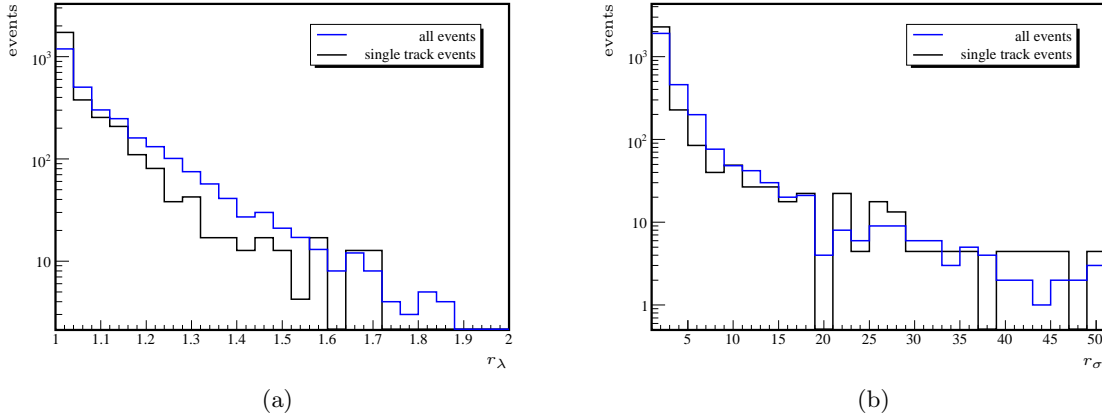 events
10³
10²
10
1 1.1 1.2 1.3 1.4 1.5 1.6 1.7 1.8 1.9 2
r_λ
all events
single track events
(a)
events
10³
10²
10
1
5 10 15 20 25 30 35 40 45 50
r_σ
all events
single track events
(b)